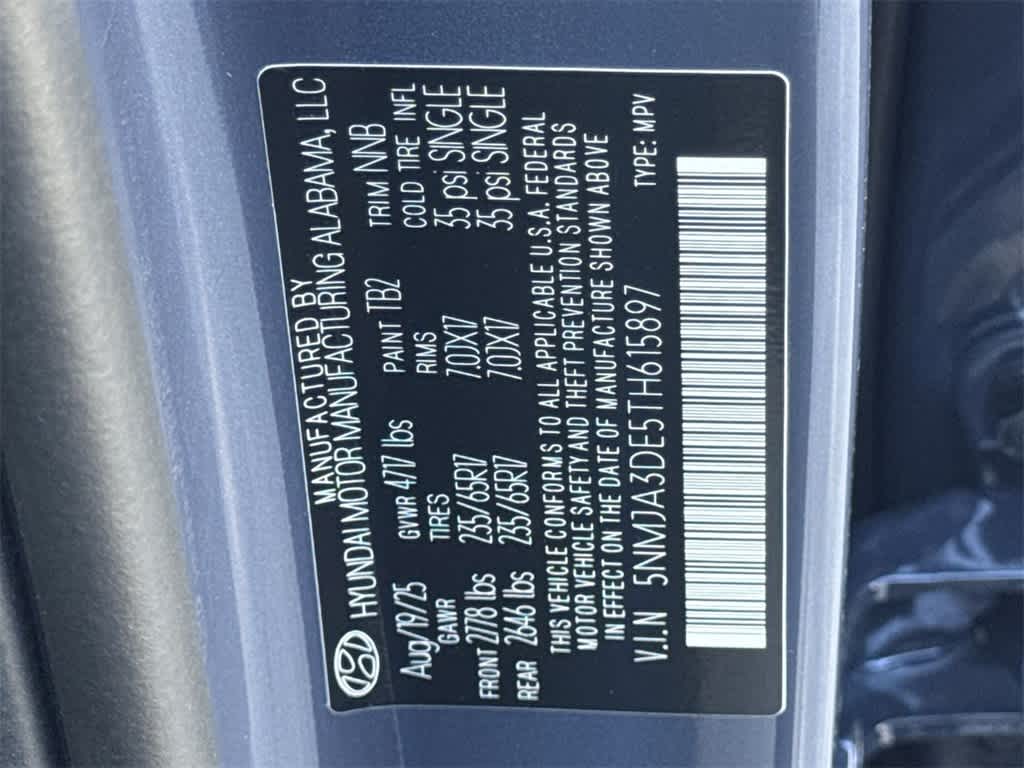 MANUFACTURED BY
HYUNDAI MOTOR MANUFACTURING ALABAMA, LLC
Aug/19/25 GVWR 4717 lbs PAINT TB2 TRIM NNB
GAWR TIRES RIMS COLD TIRE INFL
FRONT 2778 lbs 235/65R17 7.0JX17 35 psi SINGLE
REAR 2646 lbs 235/65R17 7.0JX17 35 psi SINGLE
THIS VEHICLE CONFORMS TO ALL APPLICABLE U.S.A. FEDERAL
MOTOR VEHICLE SAFETY AND THEFT PREVENTION STANDARDS
IN EFFECT ON THE DATE OF MANUFACTURE SHOWN ABOVE
V.I.N 5NMJA3DE5TH615897 TYPE: MPV